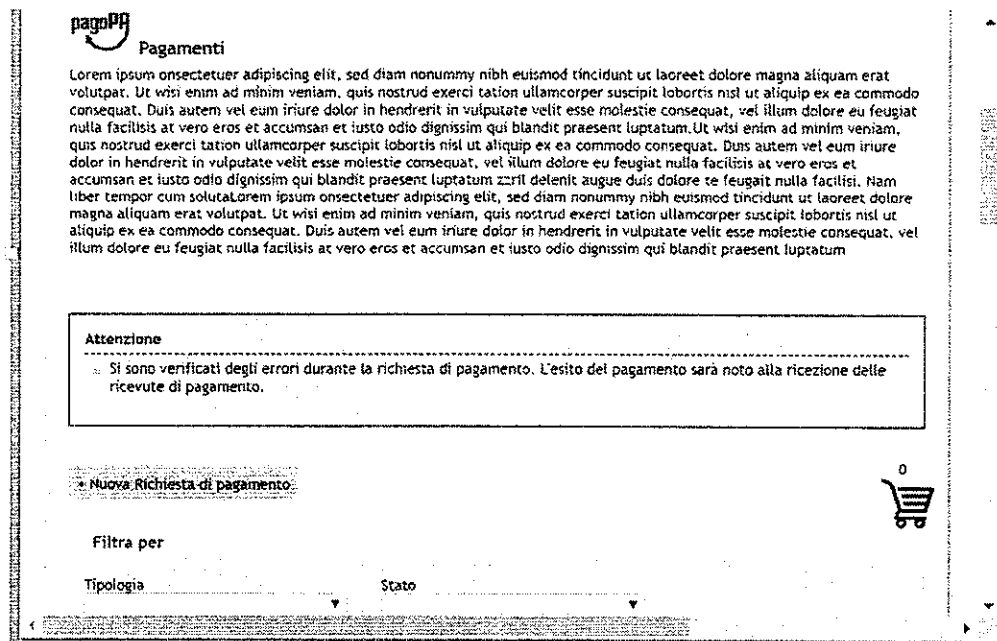 pagoPA
Pagamenti
Lorem ipsum onsectetuer adipiscing elit, sed diam nonummy nibh euismod tincidunt ut laoreet dolore magna aliquam erat
volutpat. Ut wisi enim ad minim veniam, quis nostrud exerci tation ullamcorper suscipit lobortis nisl ut aliquip ex ea commodo
consequat. Duis autem vel eum iriure dolor in hendrerit in vulputate velit esse molestie consequat, vel illum dolore eu feugiat
nulla facilisis at vero eros et accumsan et iusto odio dignissim qui blandit praesent luptatum.Ut wisi enim ad minim veniam,
quis nostrud exerci tation ullamcorper suscipit lobortis nisl ut aliquip ex ea commodo consequat. Duis autem vel eum iriure
dolor in hendrerit in vulputate velit esse molestie consequat, vel illum dolore eu feugiat nulla facilisis at vero eros et
accumsan et iusto odio dignissim qui blandit praesent luptatum zzril delenit augue duis dolore te feugait nulla facilisi. Nam
liber tempor cum solutaLorem ipsum onsectetuer adipiscing elit, sed diam nonummy nibh euismod tincidunt ut laoreet dolore
magna aliquam erat volutpat. Ut wisi enim ad minim veniam, quis nostrud exerci tation ullamcorper suscipit lobortis nisl ut
aliquip ex ea commodo consequat. Duis autem vel eum iriure dolor in hendrerit in vulputate velit esse molestie consequat, vel
illum dolore eu feugiat nulla facilisis at vero eros et accumsan et iusto odio dignissim qui blandit praesent luptatum
Attenzione
Si sono verificati degli errori durante la richiesta di pagamento. L'esito del pagamento sarà noto alla ricezione delle
ricevute di pagamento.
0
+ Nuova Richiesta di pagamento
Filtra per
Tipologia Stato